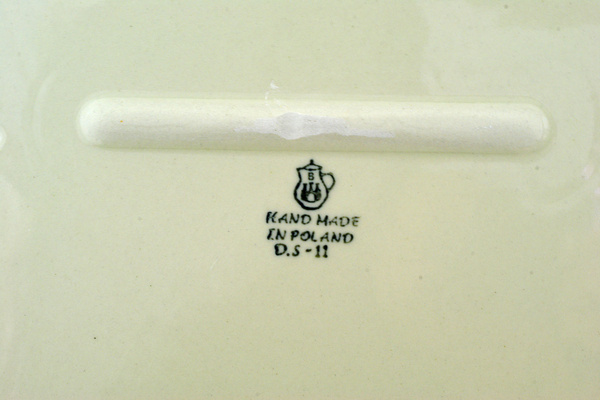 B
HAND MADE
IN POLAND
D.S-11